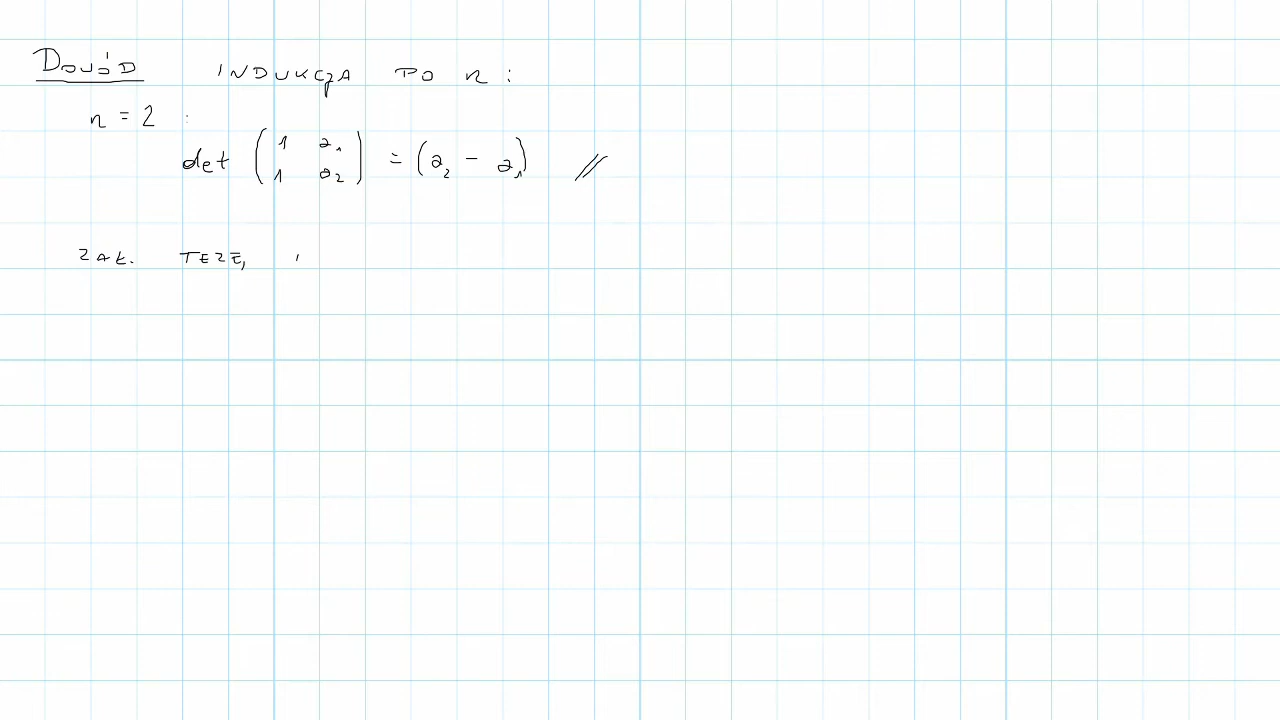 DOWÓD INDUKCJA PO n :
n = 2 :
det ( 1 a₁ ; 1 a₂ ) = (a₂ - a₁) //
ZAŁ. TEZĘ,